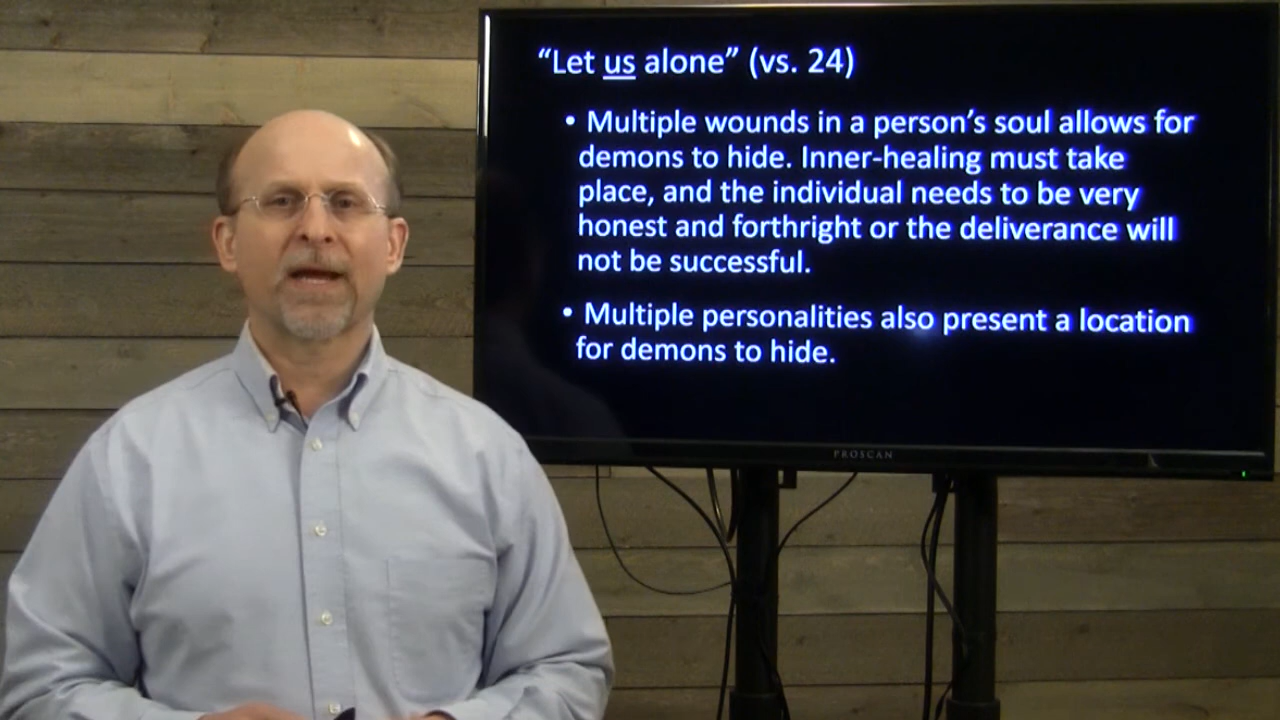 “Let us alone” (vs. 24)
• Multiple wounds in a person’s soul allows for
demons to hide. Inner-healing must take
place, and the individual needs to be very
honest and forthright or the deliverance will
not be successful.
• Multiple personalities also present a location
for demons to hide.
PROSCAN